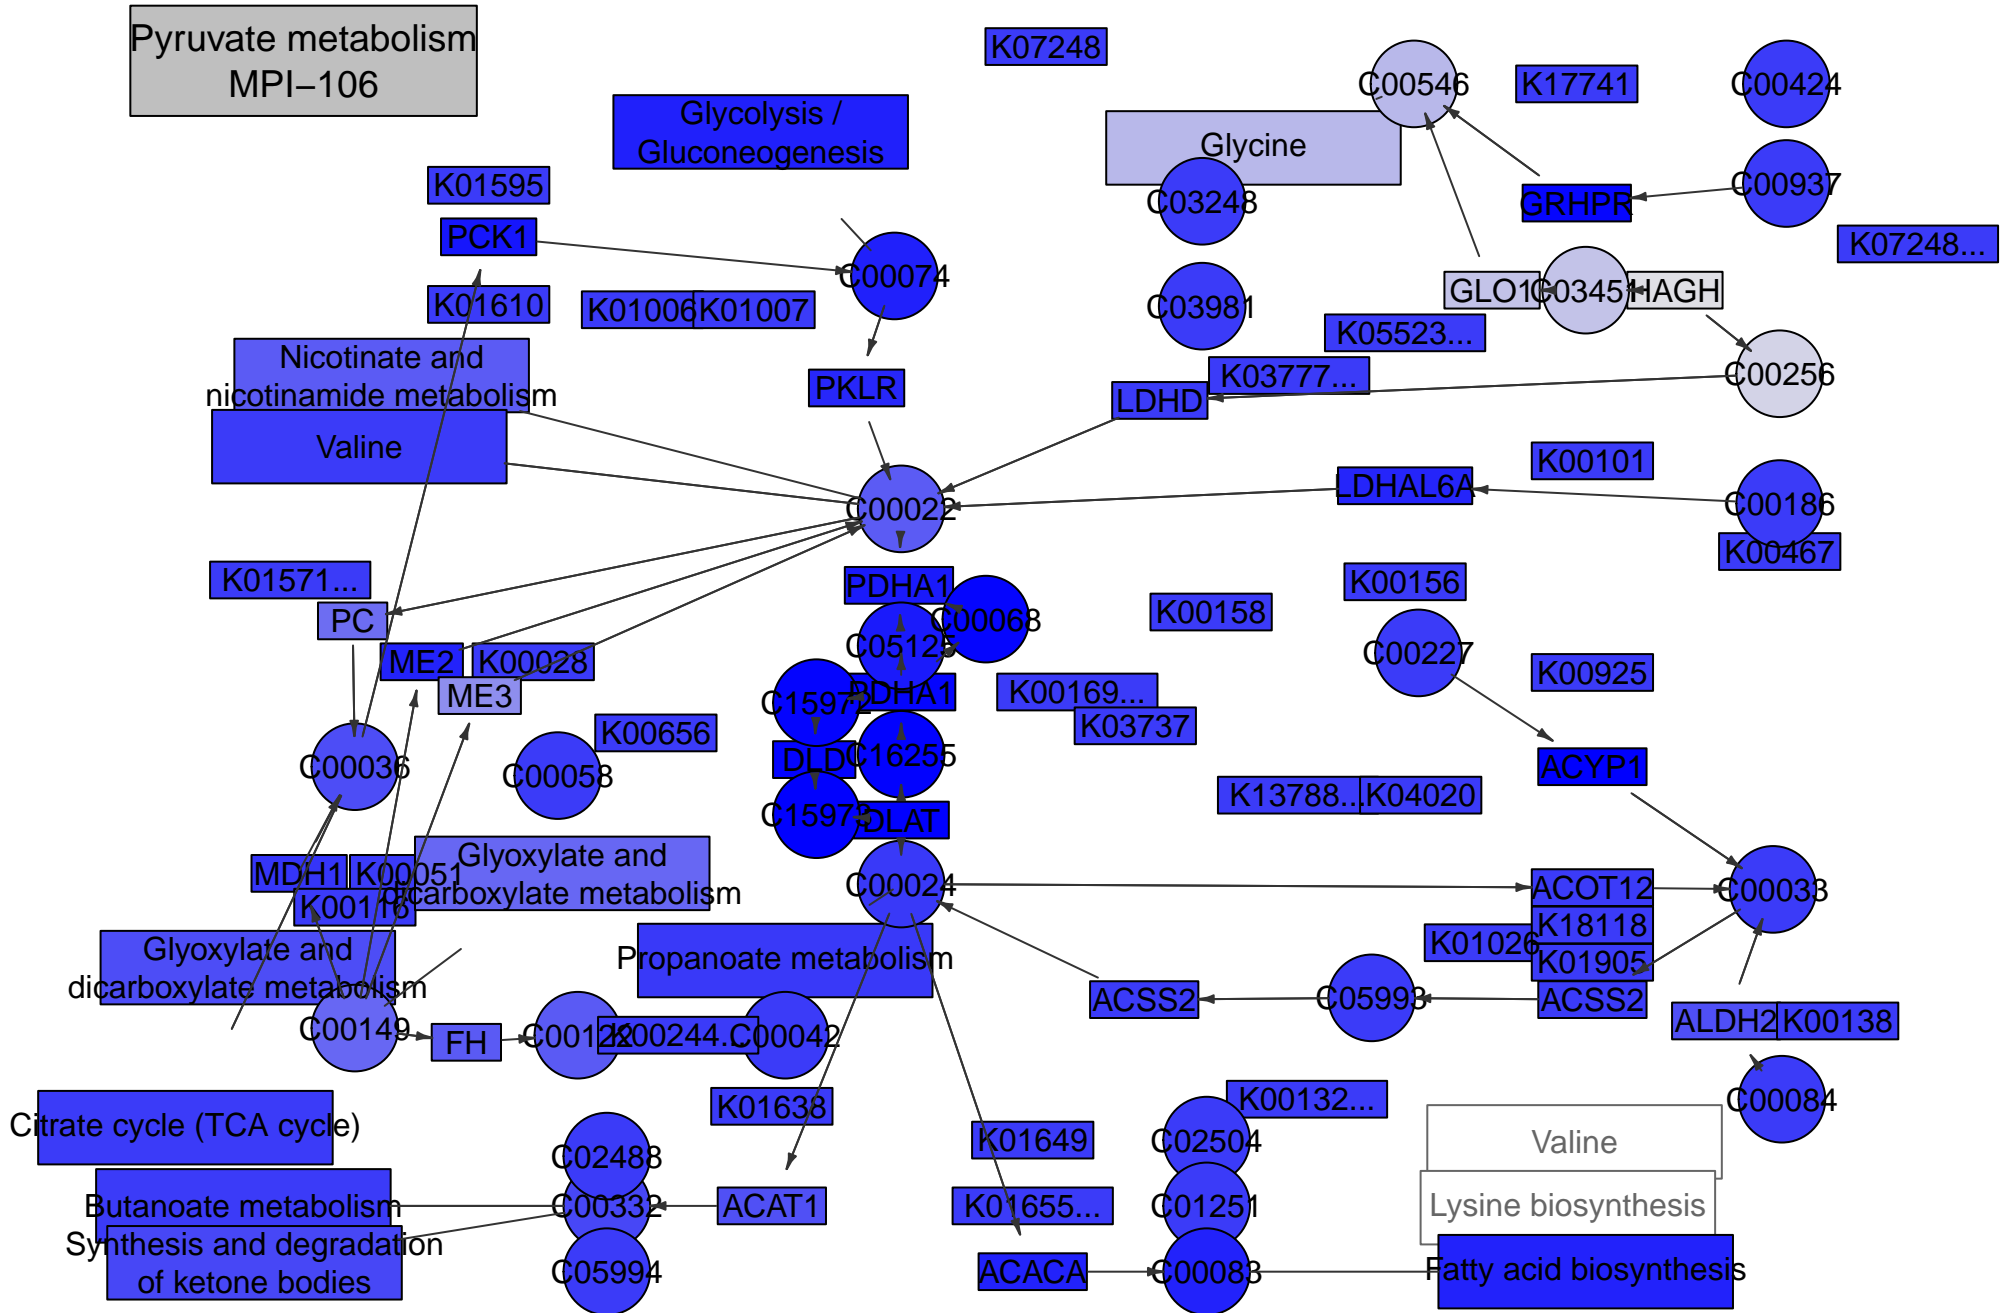 Pyruvate metabolism
MPI−106
K07248
C00546
K17741
C00424
Glycolysis /
Gluconeogenesis
Glycine
K01595
C03248
GRHPR
C00937
PCK1
K07248...
C00074
GLO1
C03451
HAGH
K01610
K01006
K01007
C03981
K05523...
Nicotinate and
nicotinamide metabolism
PKLR
K03777...
C00256
LDHD
Valine
K00101
LDHAL6A
C00186
C00022
K00467
K01571...
PDHA1
K00156
PC
C00068
K00158
C05125
C00227
ME2
K00028
K00925
ME3
PDHA1
C15972
K00169...
K03737
K00656
C00036
C00058
DLD
C16255
ACYP1
K13788...
K04020
C15973
DLAT
Glyoxylate and
dicarboxylate metabolism
MDH1
K00051
K00116
C00024
ACOT12
C00033
K18118
K01026
K01905
Glyoxylate and
dicarboxylate metabolism
Propanoate metabolism
ACSS2
C05993
ACSS2
ALDH2
K00138
C00149
FH
C00122
K00244...
C00042
K01638
K00132...
C00084
Citrate cycle (TCA cycle)
C02488
K01649
C02504
Valine
Butanoate metabolism
C00332
ACAT1
K01655...
C01251
Lysine biosynthesis
Synthesis and degradation
of ketone bodies
C05994
ACACA
C00083
Fatty acid biosynthesis